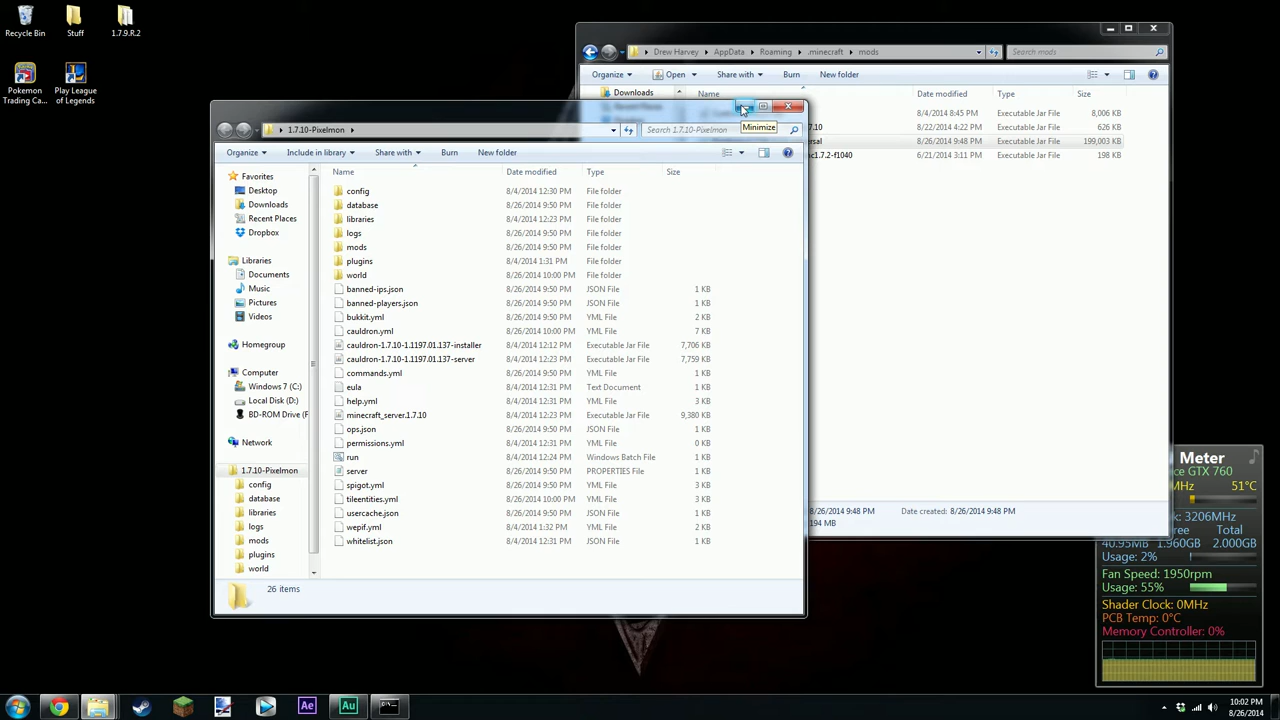 Recycle Bin
Stuff
1.7.9.R.2
Pokemon Trading Ca...
Play League of Legends
Drew Harvey
AppData
Roaming
.minecraft
mods
Search mods
Organize
Open
Share with
Burn
New folder
Downloads
Name
Date modified
Type
Size
8/4/2014 8:45 PM Executable Jar File 8,006 KB
7.10 8/22/2014 4:22 PM Executable Jar File 626 KB
ersal 8/26/2014 9:48 PM Executable Jar File 199,003 KB
c1.7.2-f1040 6/21/2014 3:11 PM Executable Jar File 198 KB
1.7.10-Pixelmon
Search 1.7.10-Pixelmon
Minimize
Organize
Include in library
Share with
Burn
New folder
Favorites
Desktop
Downloads
Recent Places
Dropbox
Libraries
Documents
Music
Pictures
Videos
Homegroup
Computer
Windows 7 (C:)
Local Disk (D:)
BD-ROM Drive (F
Network
1.7.10-Pixelmon
config
database
libraries
logs
mods
plugins
world
Name Date modified Type Size
config 8/4/2014 12:30 PM File folder
database 8/26/2014 9:50 PM File folder
libraries 8/4/2014 12:23 PM File folder
logs 8/26/2014 9:50 PM File folder
mods 8/26/2014 9:50 PM File folder
plugins 8/4/2014 1:31 PM File folder
world 8/26/2014 10:00 PM File folder
banned-ips.json 8/26/2014 9:50 PM JSON File 1 KB
banned-players.json 8/26/2014 9:50 PM JSON File 1 KB
bukkit.yml 8/26/2014 9:50 PM YML File 2 KB
cauldron.yml 8/26/2014 10:00 PM YML File 7 KB
cauldron-1.7.10-1.1197.01.137-installer 8/4/2014 12:12 PM Executable Jar File 7,706 KB
cauldron-1.7.10-1.1197.01.137-server 8/4/2014 12:23 PM Executable Jar File 7,759 KB
commands.yml 8/26/2014 9:50 PM YML File 1 KB
eula 8/4/2014 12:31 PM Text Document 1 KB
help.yml 8/4/2014 12:31 PM YML File 3 KB
minecraft_server.1.7.10 8/4/2014 12:23 PM Executable Jar File 9,380 KB
ops.json 8/26/2014 9:50 PM JSON File 1 KB
permissions.yml 8/4/2014 12:31 PM YML File 0 KB
run 8/4/2014 12:24 PM Windows Batch File 1 KB
server 8/26/2014 9:50 PM PROPERTIES File 1 KB
spigot.yml 8/26/2014 9:50 PM YML File 3 KB
tileentities.yml 8/26/2014 10:00 PM YML File 3 KB
usercache.json 8/26/2014 9:50 PM JSON File 1 KB
wepif.yml 8/4/2014 1:32 PM YML File 2 KB
whitelist.json 8/4/2014 12:31 PM JSON File 1 KB
26 items
8/26/2014 9:48 PM Date created: 8/26/2014 9:48 PM
194 MB
Meter
ce GTX 760
MHz 51°C
k: 3206MHz
ree Total
40.95MB 1.960GB 2.000GB
Usage: 2%
Fan Speed: 1950rpm
Usage: 55%
Shader Clock: 0MHz
PCB Temp: 0°C
Memory Controller: 0%
Ae
Au
10:02 PM
8/26/2014